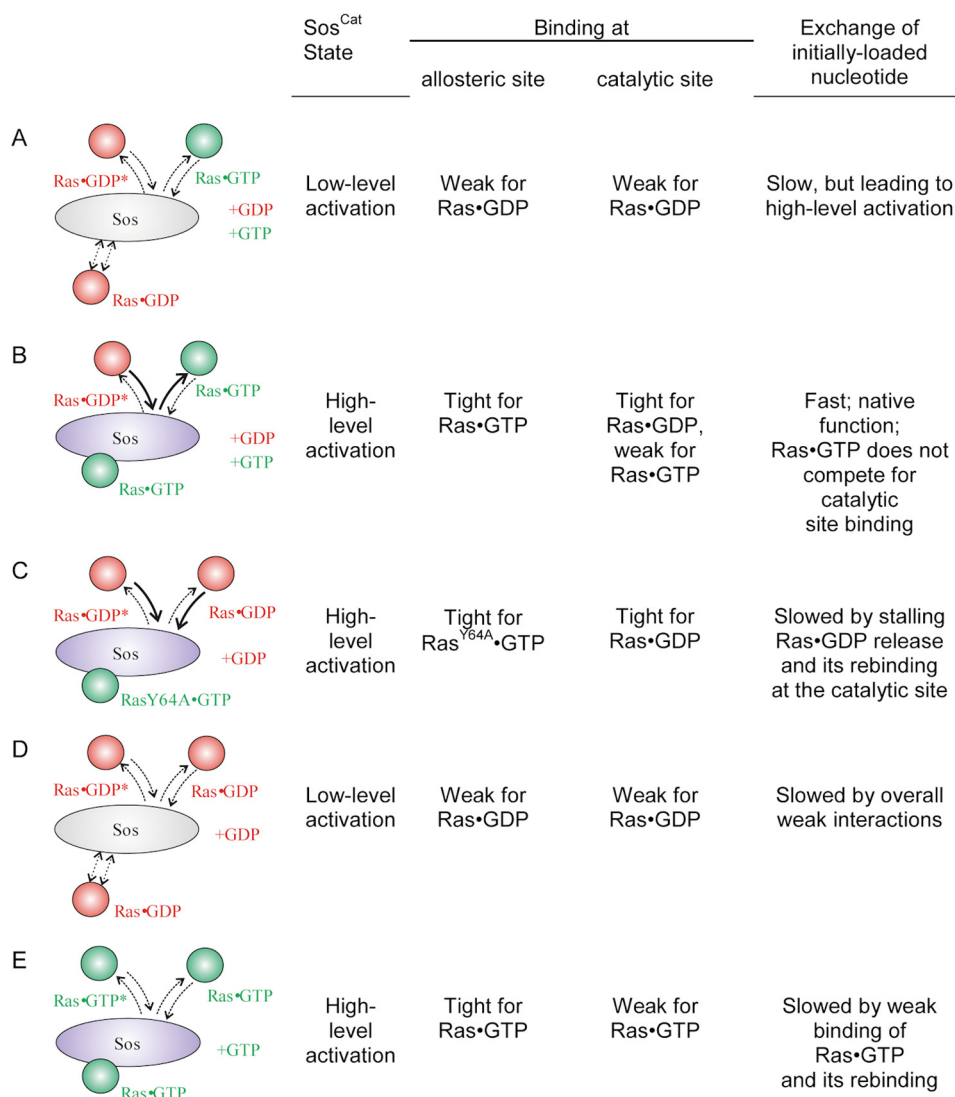 Sos^Cat
State
Binding at
allosteric site
catalytic site
Exchange of
initially-loaded
nucleotide
A
Ras•GDP*
Ras•GTP
Sos
+GDP
+GTP
Ras•GDP
Low-level
activation
Weak for
Ras•GDP
Weak for
Ras•GDP
Slow, but leading to
high-level activation
B
Ras•GDP*
Ras•GTP
Sos
+GDP
+GTP
Ras•GTP
High-
level
activation
Tight for
Ras•GTP
Tight for
Ras•GDP,
weak for
Ras•GTP
Fast; native
function;
Ras•GTP does not
compete for
catalytic
site binding
C
Ras•GDP*
Ras•GDP
Sos
+GDP
RasY64A•GTP
High-
level
activation
Tight for
Ras^Y64A•GTP
Tight for
Ras•GDP
Slowed by stalling
Ras•GDP release
and its rebinding
at the catalytic site
D
Ras•GDP*
Ras•GDP
Sos
+GDP
Ras•GDP
Low-level
activation
Weak for
Ras•GDP
Weak for
Ras•GDP
Slowed by overall
weak interactions
E
Ras•GTP*
Ras•GTP
Sos
+GTP
Ras•GTP
High-
level
activation
Tight for
Ras•GTP
Weak for
Ras•GTP
Slowed by weak
binding of
Ras•GTP
and its rebinding